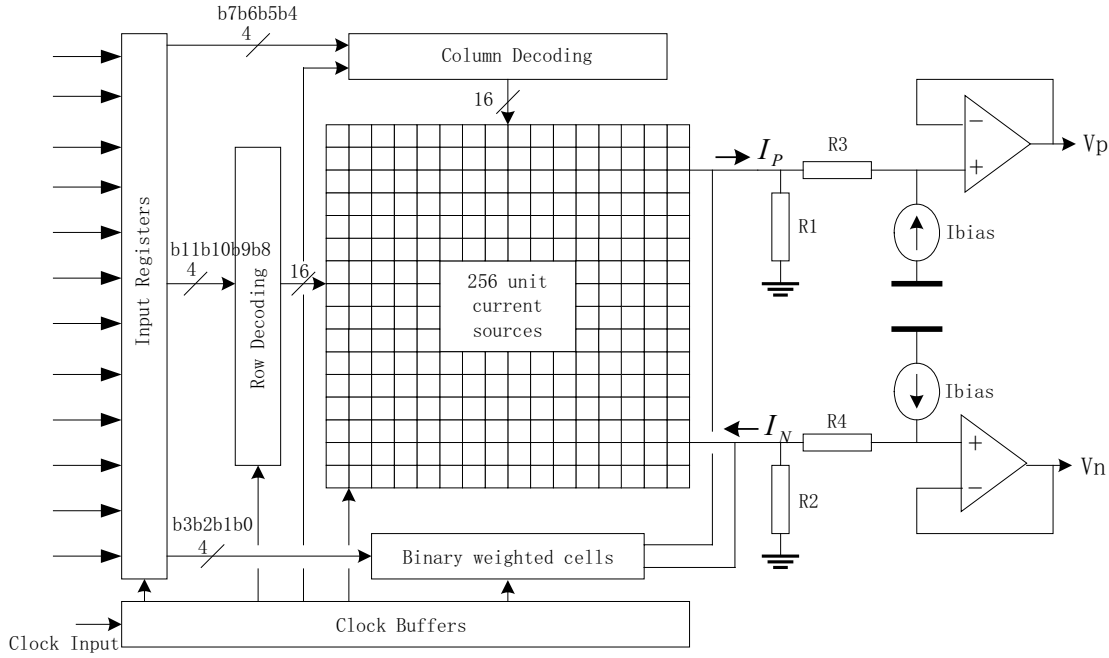 b7b6b5b4
4
Column Decoding
16
Input Registers
b11b10b9b8
4
Row Decoding
16
256 unit
current
sources
I_P
R3
R1
Ibias
Vp
Ibias
I_N
R4
R2
Vn
b3b2b1b0
4
Binary weighted cells
Clock Buffers
Clock Input